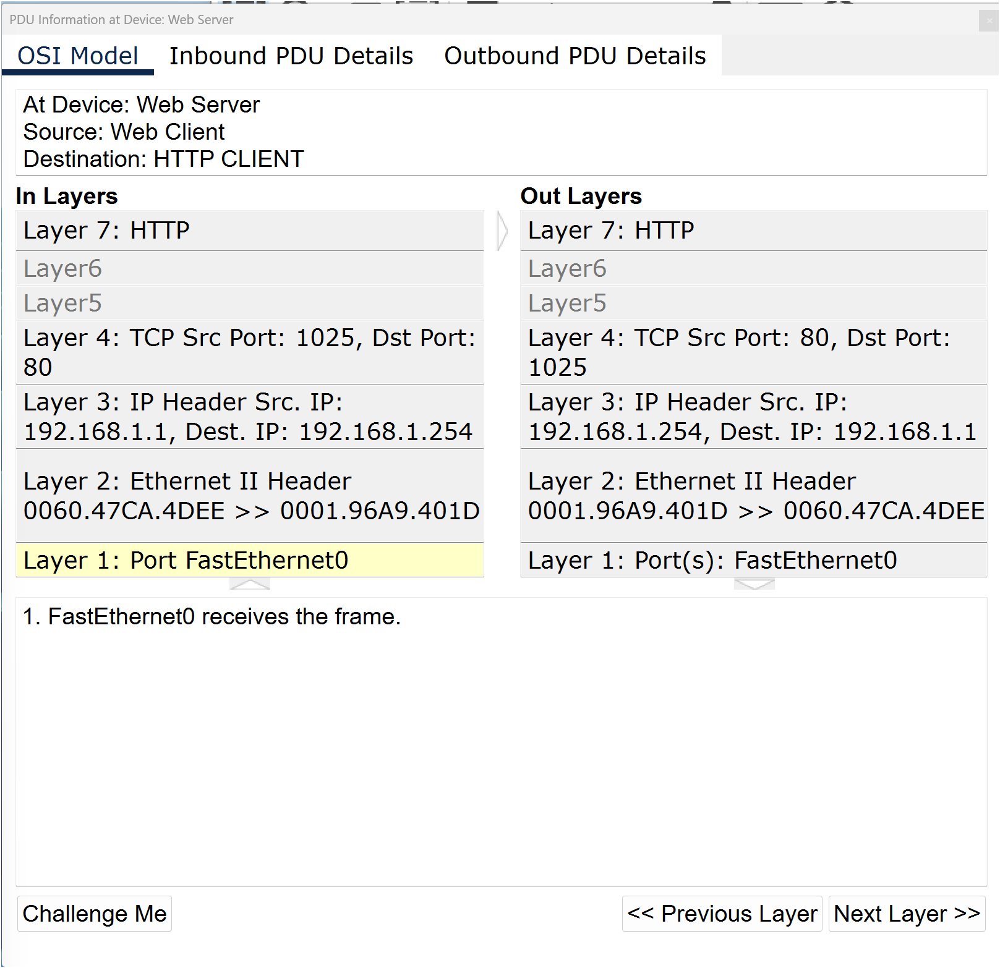 PDU Information at Device: Web Server
OSI Model
Inbound PDU Details
Outbound PDU Details
At Device: Web Server
Source: Web Client
Destination: HTTP CLIENT
In Layers
Layer 7: HTTP
Layer6
Layer5
Layer 4: TCP Src Port: 1025, Dst Port:
80
Layer 3: IP Header Src. IP:
192.168.1.1, Dest. IP: 192.168.1.254
Layer 2: Ethernet II Header
0060.47CA.4DEE >> 0001.96A9.401D
Layer 1: Port FastEthernet0
Out Layers
Layer 7: HTTP
Layer6
Layer5
Layer 4: TCP Src Port: 80, Dst Port:
1025
Layer 3: IP Header Src. IP:
192.168.1.254, Dest. IP: 192.168.1.1
Layer 2: Ethernet II Header
0001.96A9.401D >> 0060.47CA.4DEE
Layer 1: Port(s): FastEthernet0
1. FastEthernet0 receives the frame.
Challenge Me
<< Previous Layer
Next Layer >>